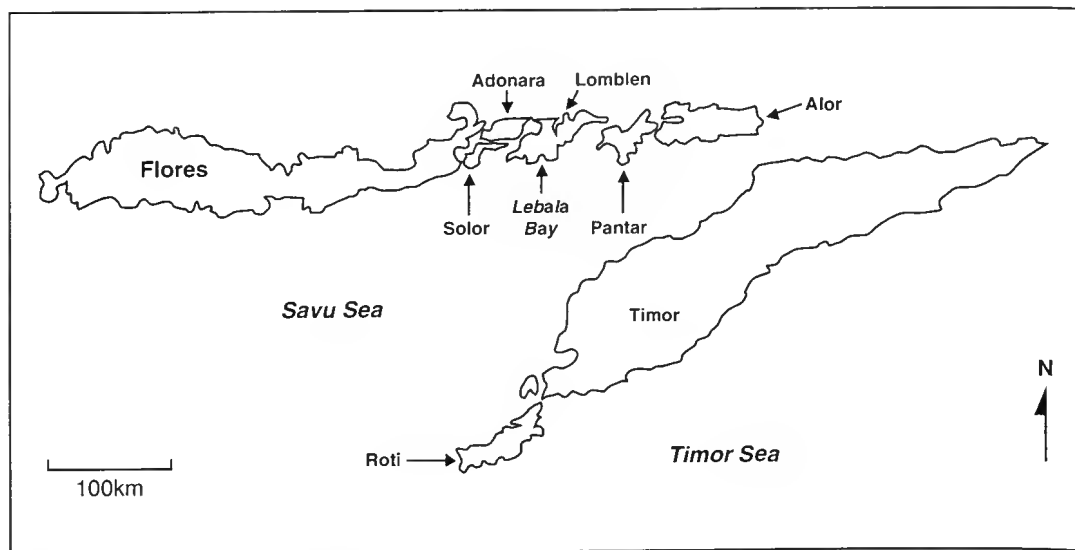 Adonara
Lomblen
Alor
Flores
Solor
Lebala
Bay
Pantar
Savu Sea
Timor
N
Roti
Timor Sea
100km